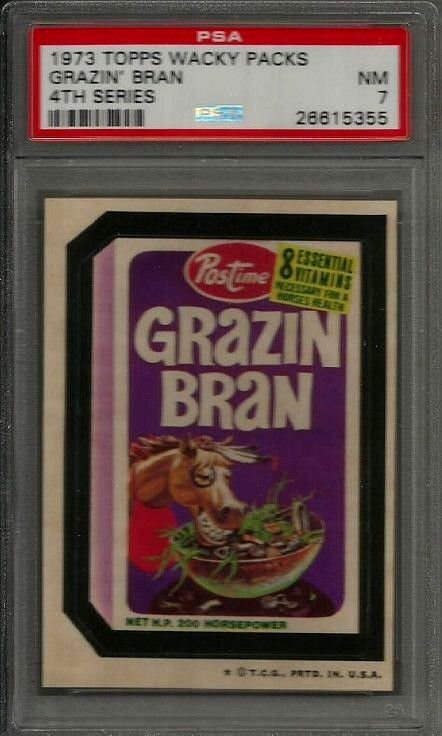 PSA
1973 TOPPS WACKY PACKS
GRAZIN' BRAN NM
4TH SERIES 7
26615355
Postime
8 ESSENTIAL
VITAMINS
NECESSARY FOR A
HORSES HEALTH
GRAZIN
BRAN
NET H.P. 200 HORSEPOWER
* © T.C.G., PRTD. IN. U.S.A.